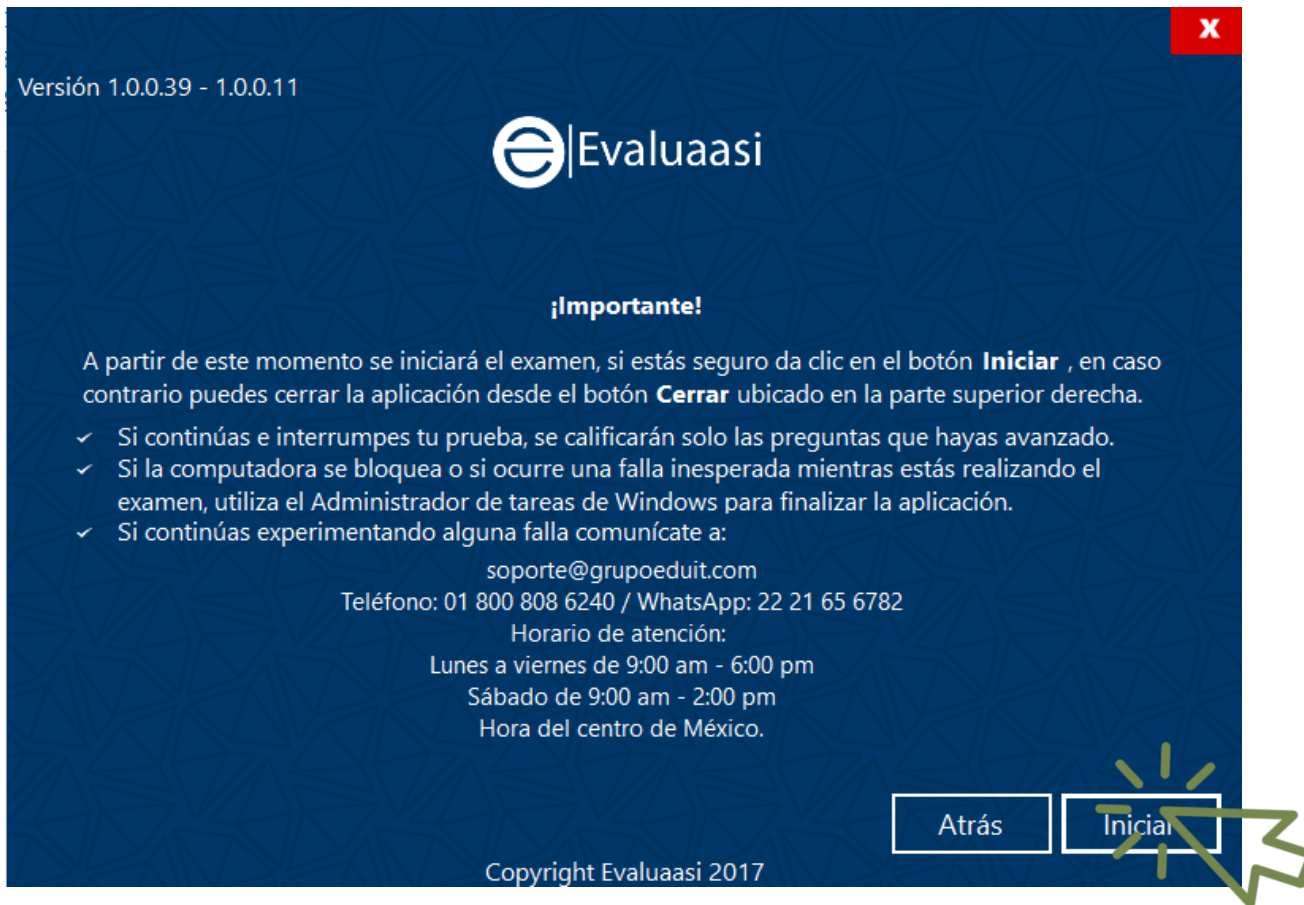 X
Versión 1.0.0.39 - 1.0.0.11
e|Evaluaasi
¡Importante!
A partir de este momento se iniciará el examen, si estás seguro da clic en el botón Iniciar , en caso
contrario puedes cerrar la aplicación desde el botón Cerrar ubicado en la parte superior derecha.
✓ Si continúas e interrumpes tu prueba, se calificarán solo las preguntas que hayas avanzado.
✓ Si la computadora se bloquea o si ocurre una falla inesperada mientras estás realizando el
examen, utiliza el Administrador de tareas de Windows para finalizar la aplicación.
✓ Si continúas experimentando alguna falla comunícate a:
soporte@grupoeduit.com
Teléfono: 01 800 808 6240 / WhatsApp: 22 21 65 6782
Horario de atención:
Lunes a viernes de 9:00 am - 6:00 pm
Sábado de 9:00 am - 2:00 pm
Hora del centro de México.
Atrás
Iniciar
Copyright Evaluaasi 2017